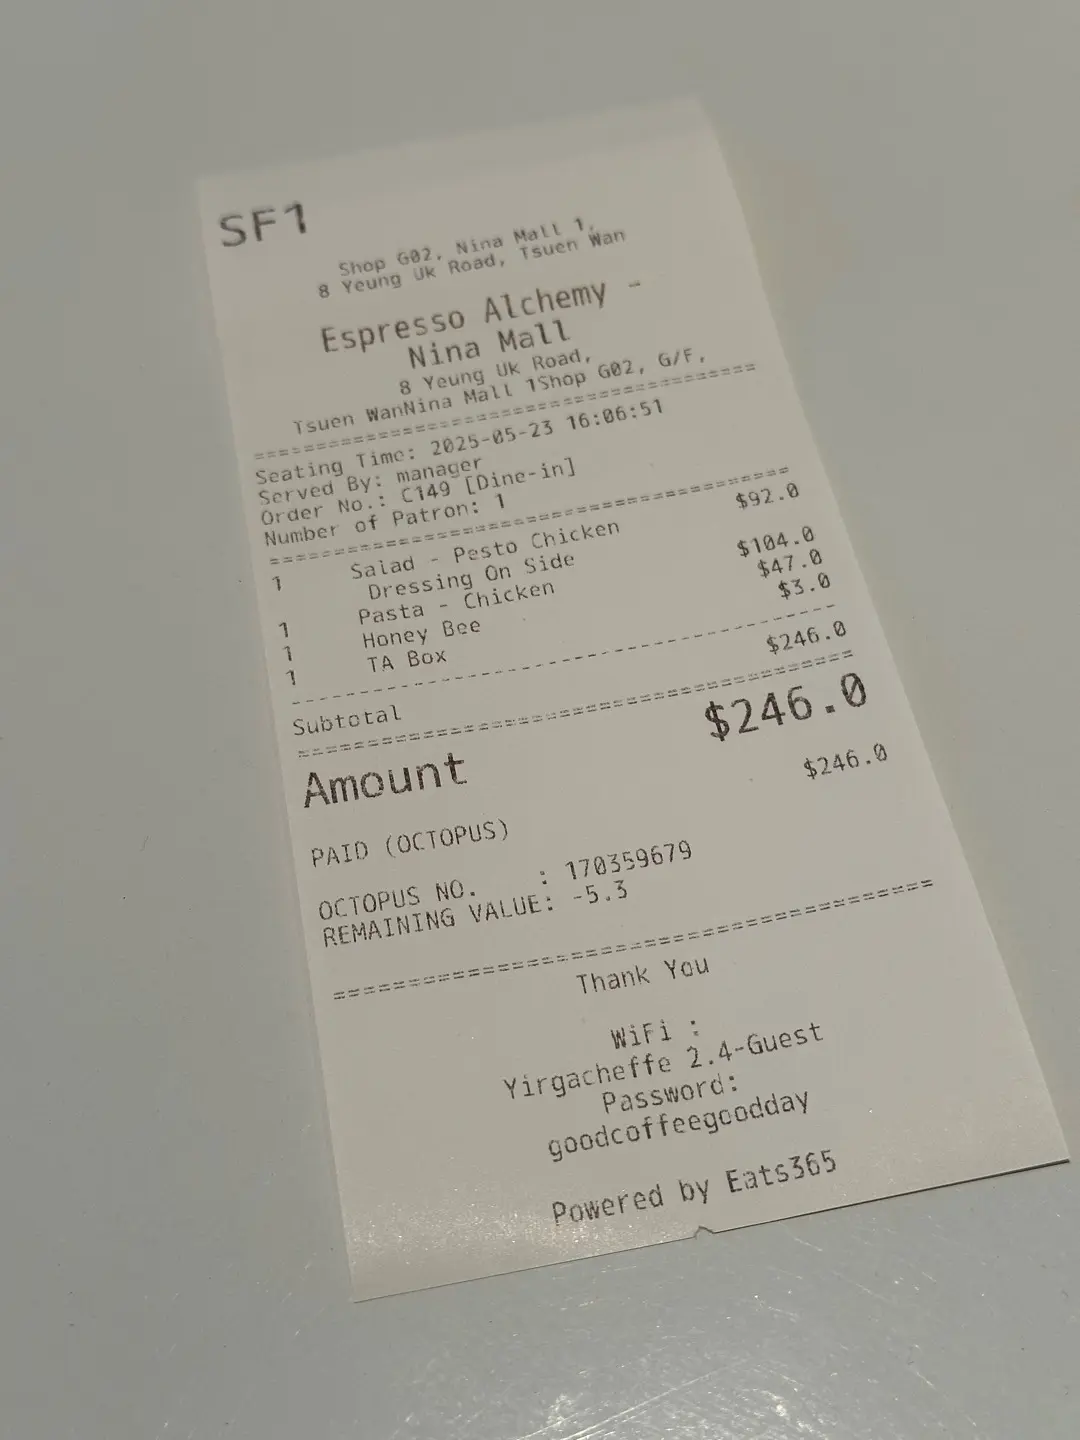 SF1
Shop G02, Nina Mall 1,
8 Yeung Uk Road, Tsuen Wan
Espresso Alchemy -
Nina Mall
8 Yeung Uk Road,
Tsuen WanNina Mall 1Shop G02, G/F,
===================================
Seating Time: 2025-05-23 16:06:51
Served By: manager
Order No.: C149 [Dine-in]
Number of Patron: 1
===================================
1 Salad - Pesto Chicken $92.0
Dressing On Side
1 Pasta - Chicken $104.0
1 Honey Bee $47.0
1 TA Box $3.0
-----------------------------------
Subtotal $246.0
===================================
Amount $246.0
PAID (OCTOPUS) $246.0
OCTOPUS NO. : 170359679
REMAINING VALUE: -5.3
===================================
Thank You
WiFi :
Yirgacheffe 2.4-Guest
Password:
goodcoffeegoodday
Powered by Eats365